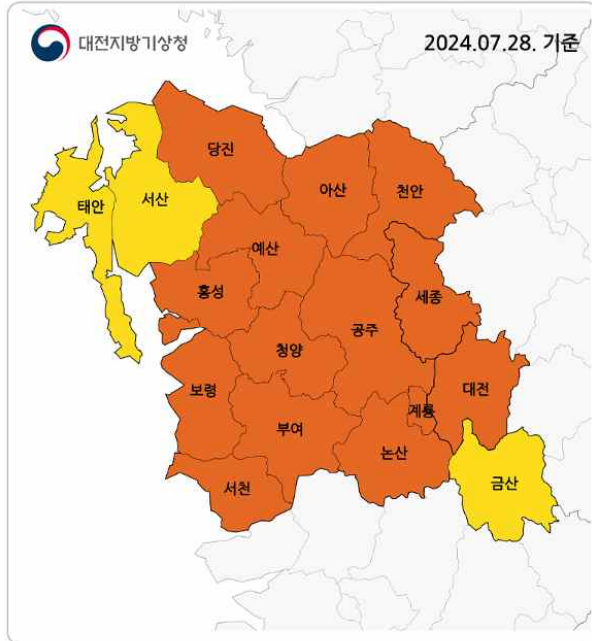 대전지방기상청
2024.07.28. 기준
당진
아산
천안
서산
태안
예산
홍성
세종
공주
청양
보령
대전
계룡
부여
논산
서천
금산